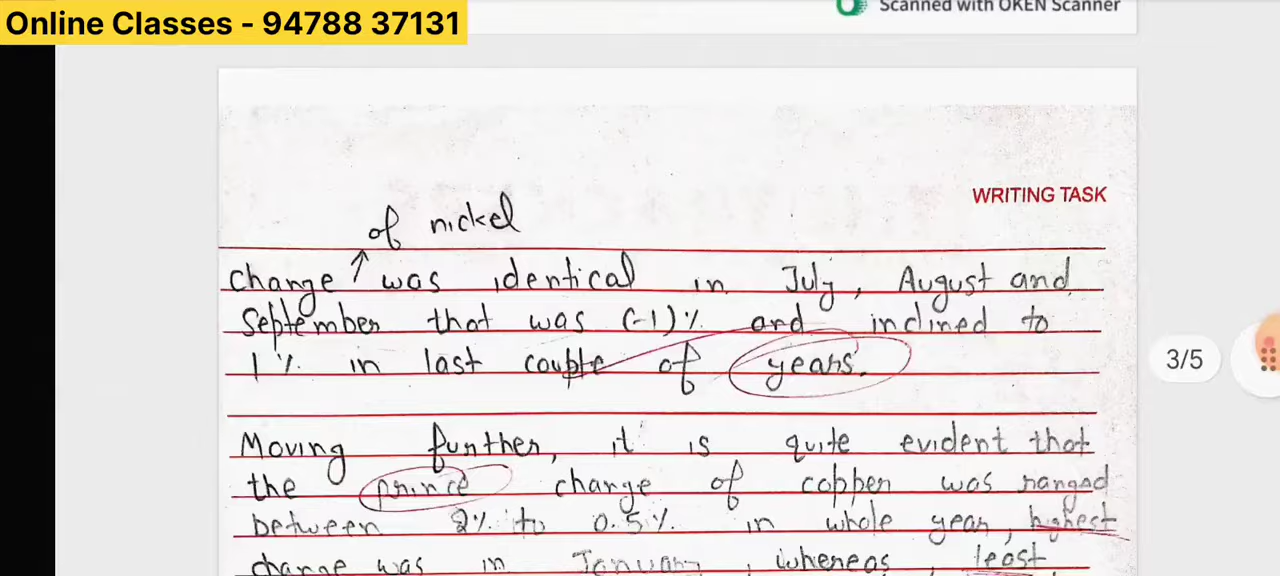 Online Classes - 94788 37131
Scanned with OKEN Scanner
WRITING TASK
of nickel
change was identical in July, August and
September that was (-1)% and inclined to
1% in last couple of years.
3/5
Moving further, it is quite evident that
the prince change of copper was ranged
between 2% to 0.5% in whole year, highest
change was in January, whereas, least